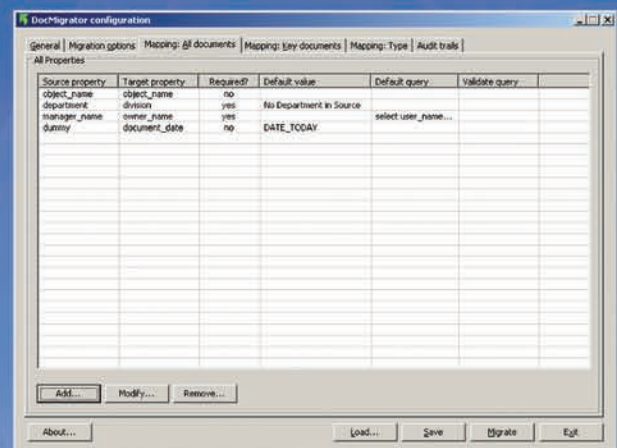 DocMigrator configuration
General Migration options Mapping: All documents Mapping: Key documents Mapping: Type Audit trails
All Properties
Source property Target property Required? Default value Default query Validate query
object_name object_name no
department division yes No Department in Source
manager_name owner_name yes select user_name...
dummy document_date no DATE_TODAY
Add... Modify... Remove...
About... Load... Save Migrate Exit